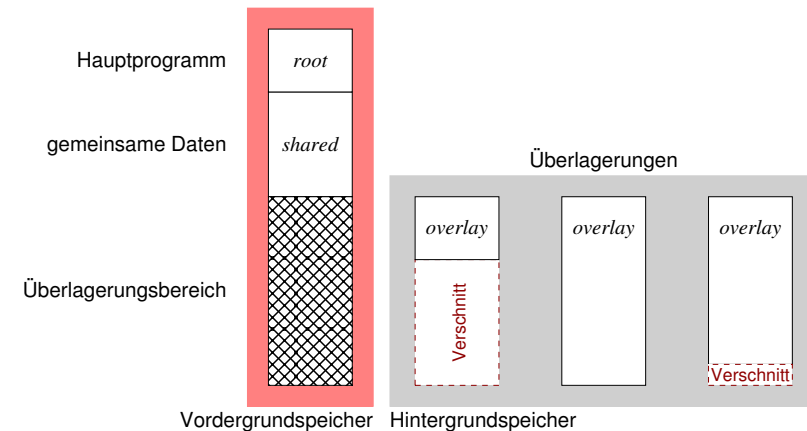 Hauptprogramm
root
gemeinsame Daten
shared
Überlagerungen
overlay
overlay
overlay
Überlagerungsbereich
Verschnitt
Verschnitt
Vordergrundspeicher
Hintergrundspeicher